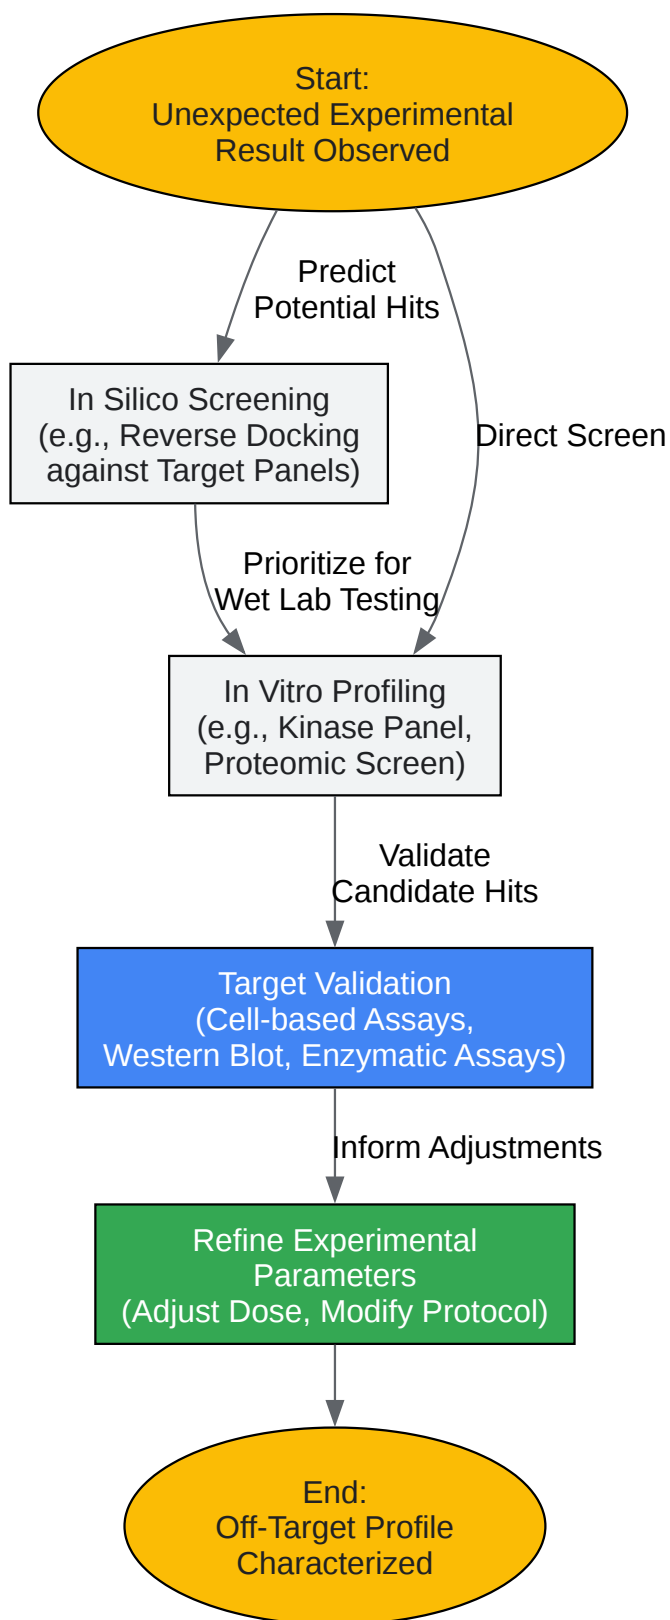 Start:
Unexpected Experimental
Result Observed
Predict
Potential Hits
In Silico Screening
(e.g., Reverse Docking
against Target Panels)
Direct Screen
Prioritize for
Wet Lab Testing
In Vitro Profiling
(e.g., Kinase Panel,
Proteomic Screen)
Validate
Candidate Hits
Target Validation
(Cell-based Assays,
Western Blot, Enzymatic Assays)
Inform Adjustments
Refine Experimental
Parameters
(Adjust Dose, Modify Protocol)
End:
Off-Target Profile
Characterized